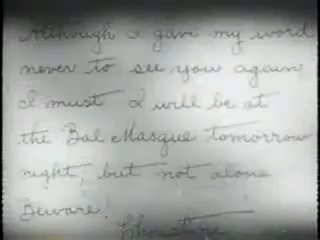 Although I gave my word
never to see you again
I must I will be at
the Bal Masque tomorrow
night, but not alone
Beware!
Christine